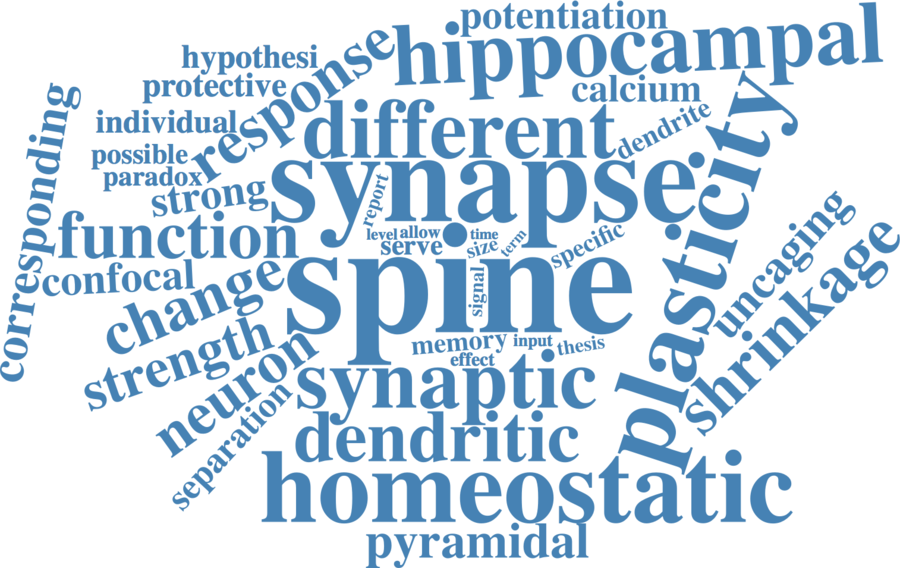 potentiation
hippocampal
hypothesi
response
protective
calcium
corresponding
individual
different
dendrite
possible
paradox
synapse
plasticity
strong
report
function
level
allow
time
term
serve
size
specific
uncaging
confocal
spine
signal
shrinkage
change
strength
memory
input
thesis
effect
neuron
synaptic
separation
dendritic
homeostatic
pyramidal